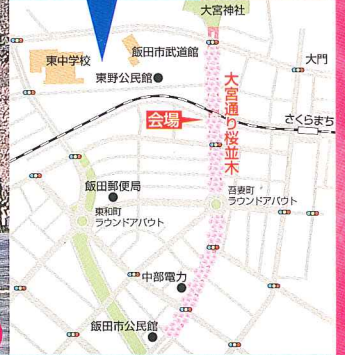 大宮神社
飯田市武道館
大門
東中学校
東野公民館
大宮通り桜並木
会場
さくらまち
飯田郵便局
吾妻町
ラウンドアバウト
東和町
ラウンドアバウト
中部電力
飯田市公民館